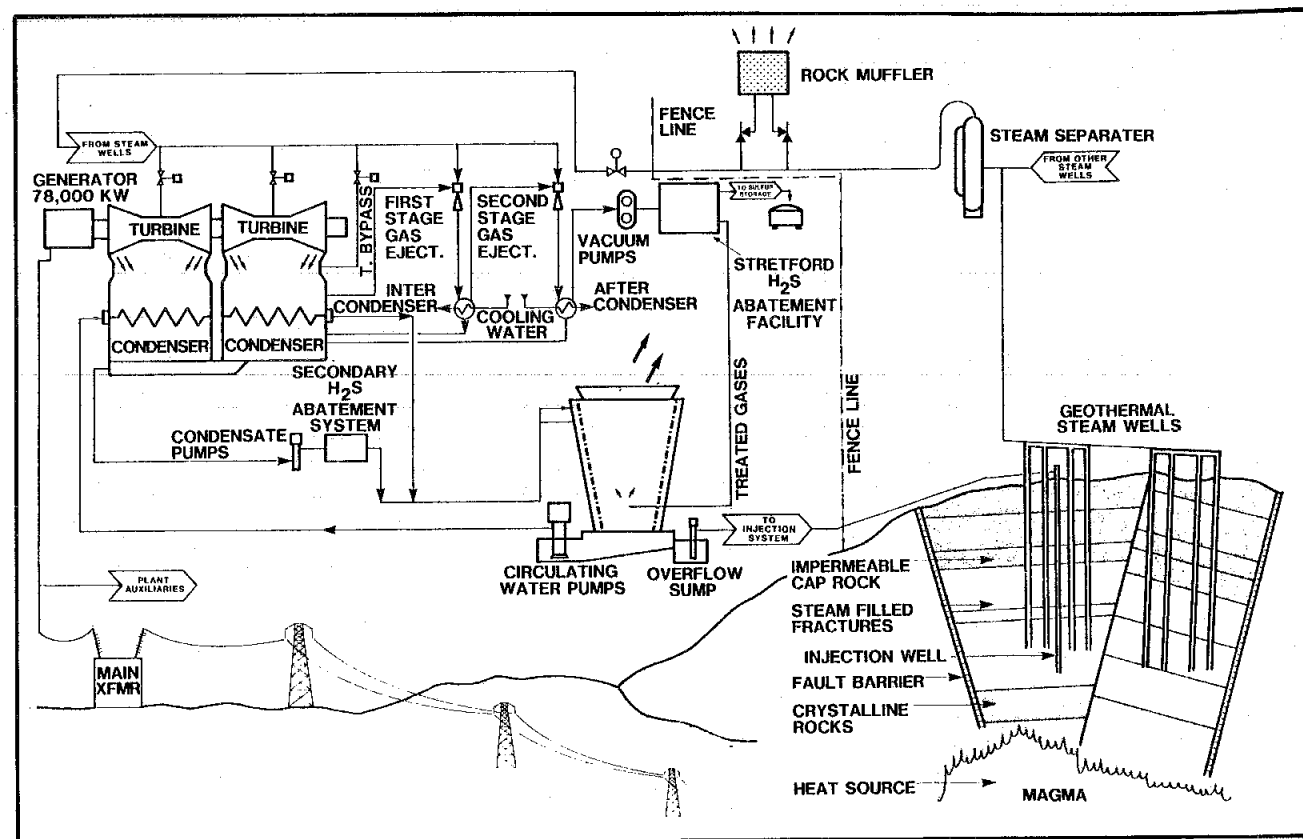 ROCK MUFFLER
FENCE
LINE
STEAM SEPARATER
FROM OTHER
STEAM
WELLS
FROM STEAM
WELLS
GENERATOR
78,000 KW
TURBINE
TURBINE
T. BYPASS
FIRST
STAGE
GAS
EJECT.
SECOND
STAGE
GAS
EJECT.
VACUUM
PUMPS
TO SULFUR
STORAGE
STRETFORD
H2S
ABATEMENT
FACILITY
INTER
CONDENSER
COOLING
WATER
AFTER
CONDENSER
CONDENSER
CONDENSER
SECONDARY
H2S
ABATEMENT
SYSTEM
CONDENSATE
PUMPS
TREATED GASES
FENCE LINE
GEOTHERMAL
STEAM WELLS
TO
INJECTION
SYSTEM
CIRCULATING
WATER PUMPS
OVERFLOW
SUMP
PLANT
AUXILIARIES
MAIN
XFMR
IMPERMEABLE
CAP ROCK
STEAM FILLED
FRACTURES
INJECTION WELL
FAULT BARRIER
CRYSTALLINE
ROCKS
HEAT SOURCE
MAGMA